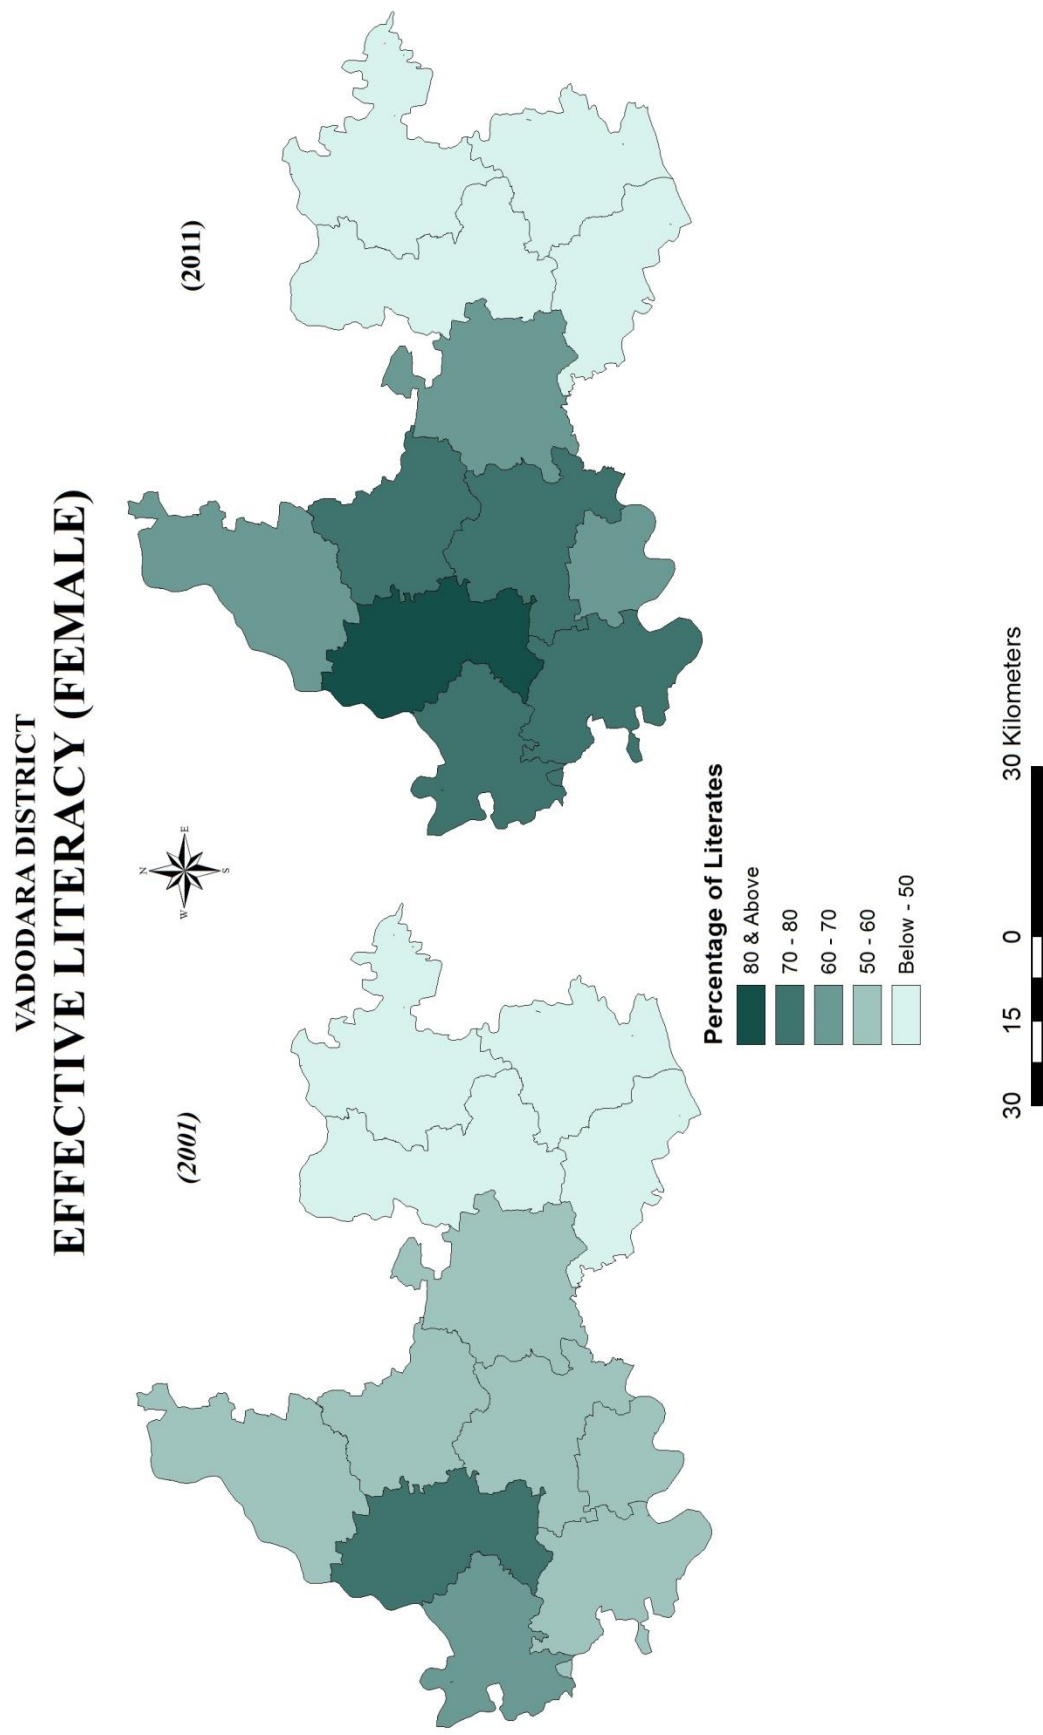 VADODARA DISTRICT
EFFECTIVE LITERACY (FEMALE)
(2001)
(2011)
N
W
E
S
Percentage of Literates
80 & Above
70 - 80
60 - 70
50 - 60
Below - 50
30 15 0 30 Kilometers